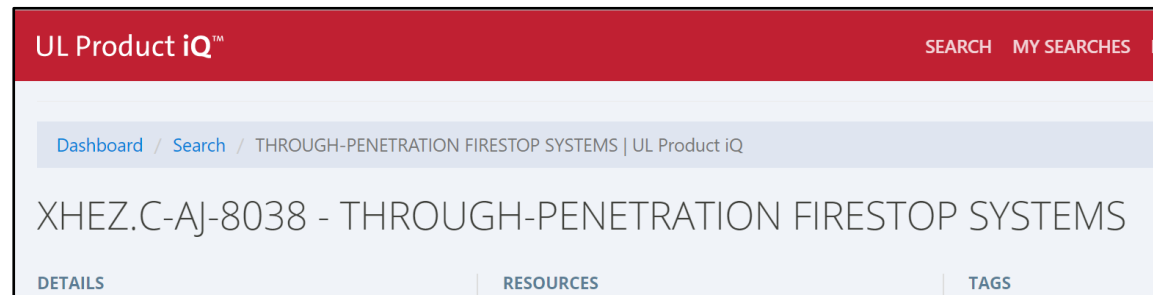 UL Product iQ™
SEARCH MY SEARCHES
Dashboard / Search / THROUGH-PENETRATION FIRESTOP SYSTEMS | UL Product iQ
XHEZ.C-AJ-8038 - THROUGH-PENETRATION FIRESTOP SYSTEMS
DETAILS RESOURCES TAGS